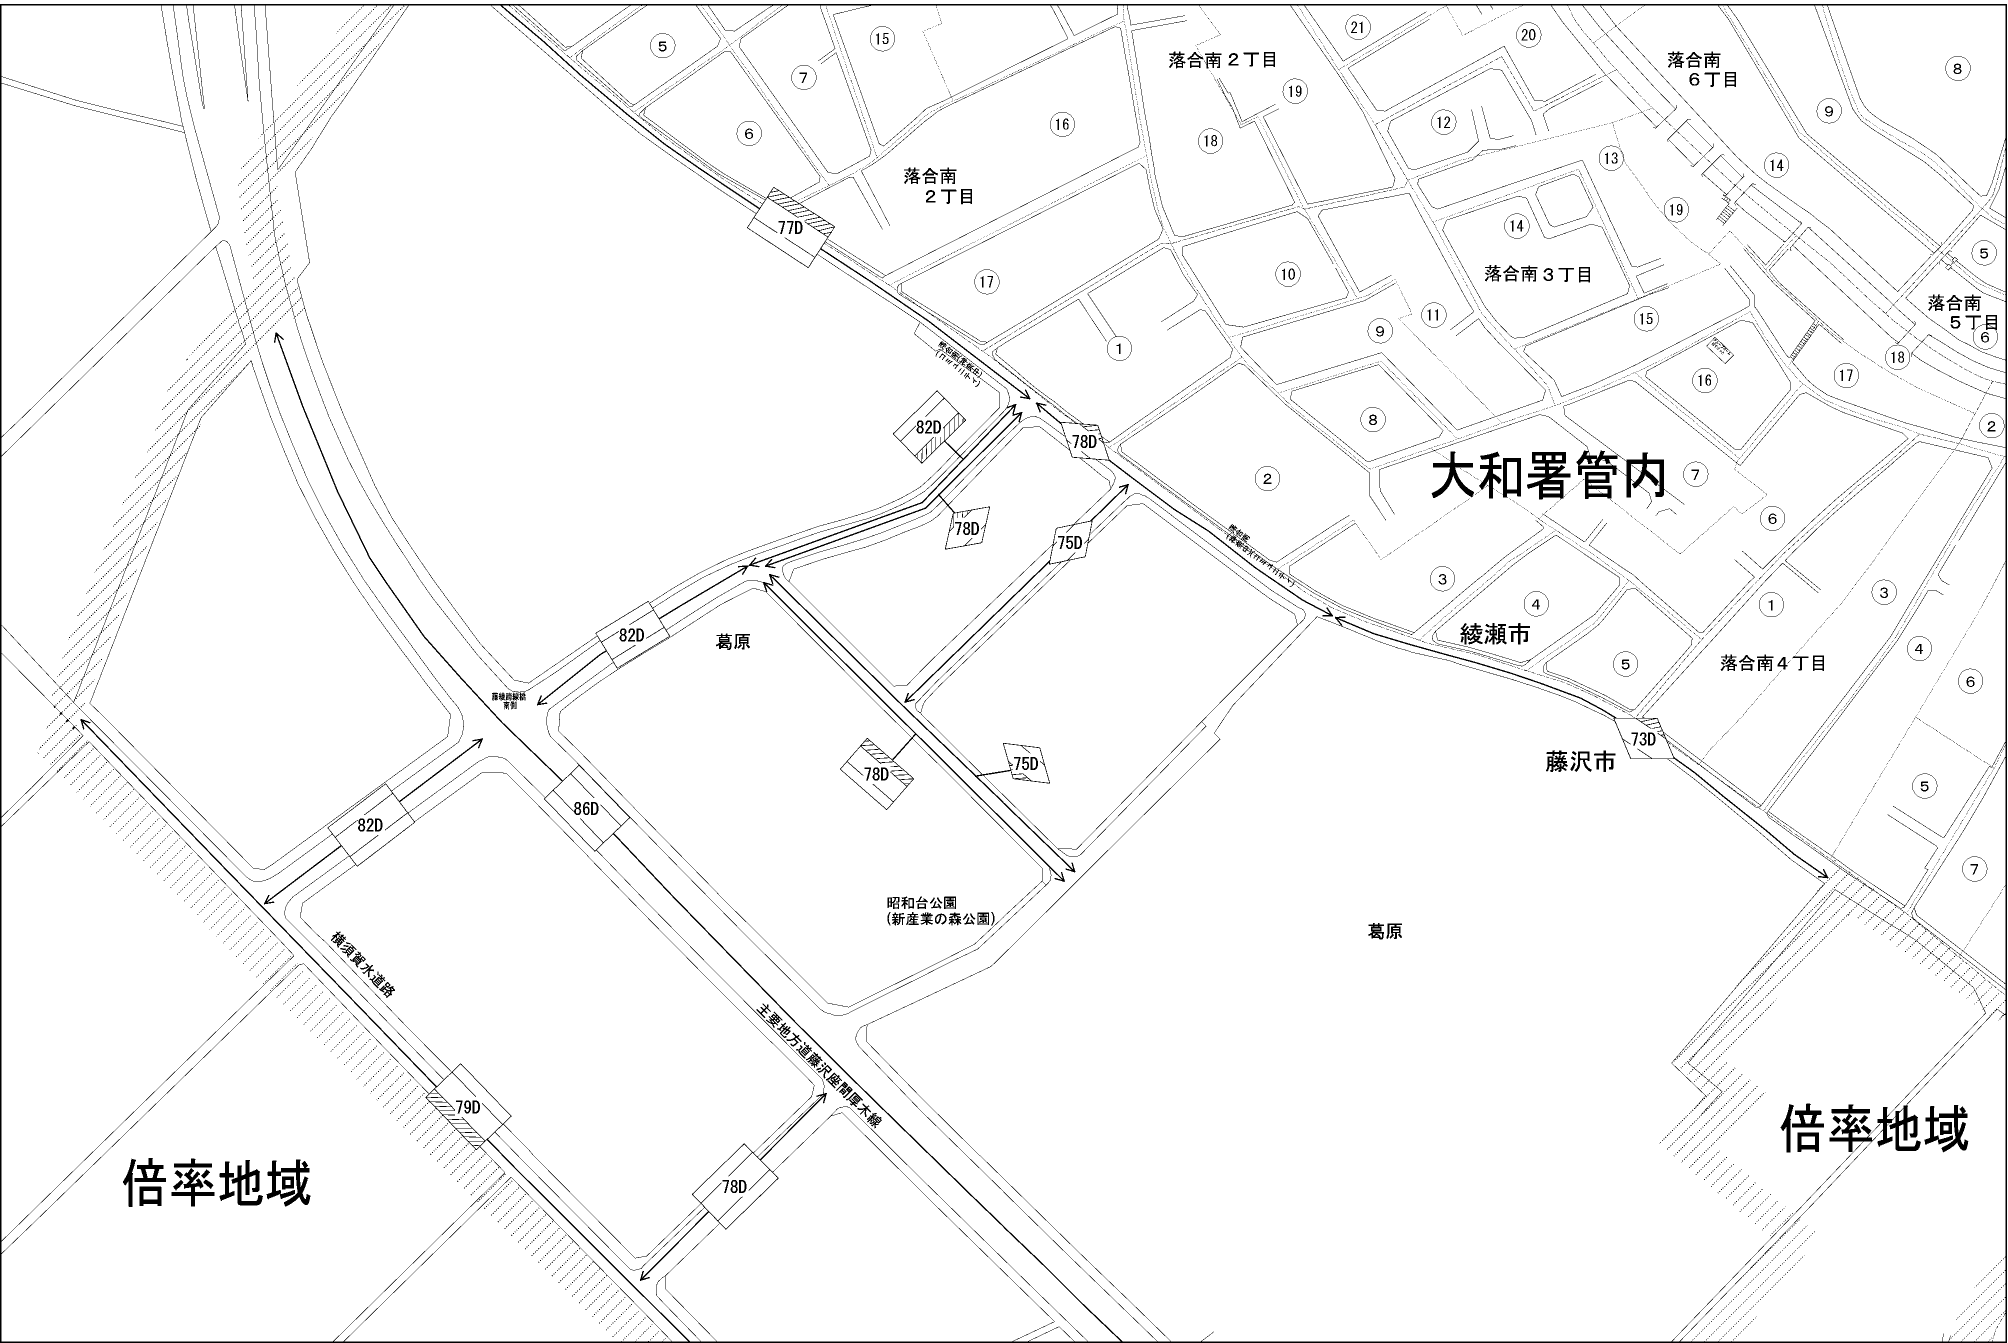 5
15
7
6
16
落合南２丁目
19
18
21
20
12
落合南
６丁目
8
9
14
13
19
落合南
２丁目
77D
17
14
落合南３丁目
10
11
9
15
1
5
落合南
５丁目
6
18
17
16
8
2
82D
78D
大和署管内
7
6
2
78D
75D
3
4
5
綾瀬市
1
3
4
6
落合南４丁目
5
7
82D
葛原
南側
78D
75D
藤沢市
73D
82D
86D
昭和台公園
(新産業の森公園)
葛原
横須賀水道路
主要地方道藤沢座間厚木線
79D
78D
倍率地域
倍率地域